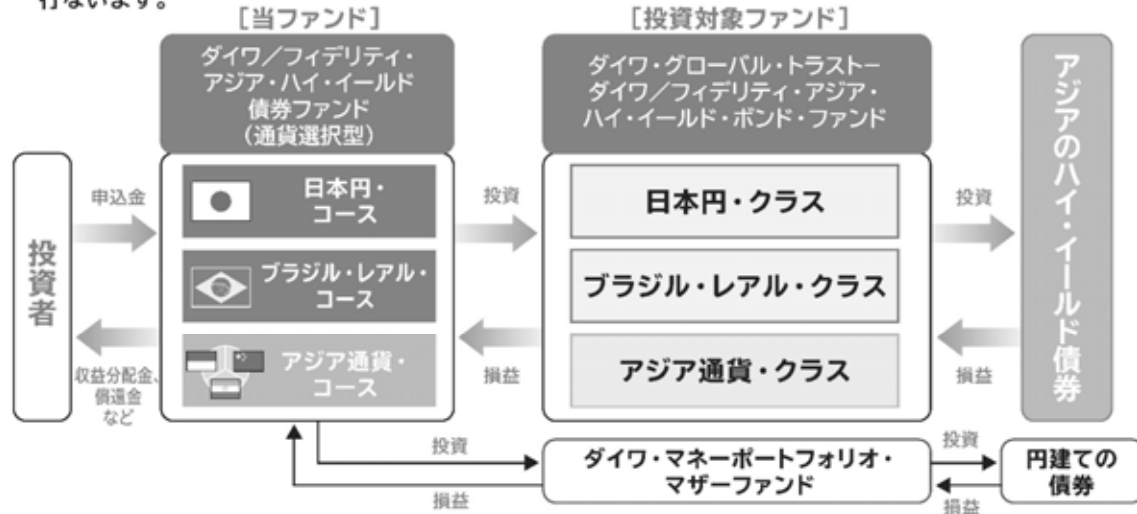 行ないます。
[当ファンド]
[投資対象ファンド]
ダイワ／フィデリティ・
アジア・ハイ・イールド
債券ファンド
(通貨選択型)
ダイワ・グローバル・トラスト－
ダイワ／フィデリティ・アジア・
ハイ・イールド・ボンド・ファンド
アジアのハイ・イールド債券
投資者
申込金
収益分配金、
償還金
など
日本円・
コース
ブラジル・レアル・
コース
アジア通貨・
コース
投資
損益
日本円・クラス
ブラジル・レアル・クラス
アジア通貨・クラス
投資
損益
投資
損益
ダイワ・マネーポートフォリオ・
マザーファンド
投資
損益
円建ての
債券